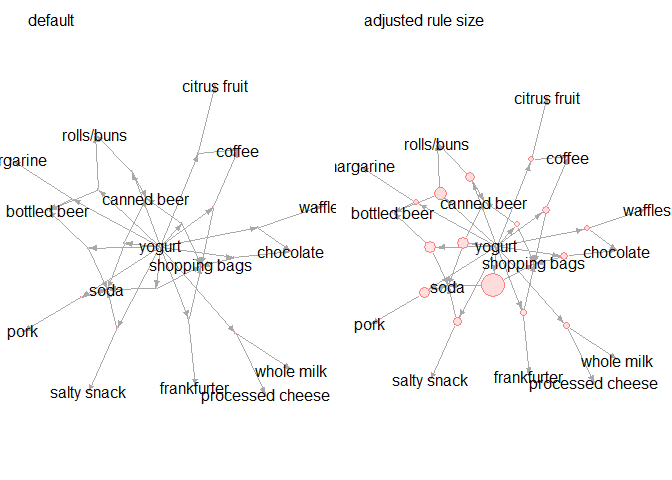 default
citrus fruit
rolls/buns
coffee
rgarine
canned beer
bottled beer
waffle
yogurt
chocolate
shopping bags
soda
pork
whole milk
salty snack
frankfurter
processed cheese
adjusted rule size
citrus fruit
rolls/buns
coffee
nargarine
canned beer
bottled beer
waffles
yogurt
chocolate
shopping bags
soda
pork
whole milk
salty snack
frankfurter
processed cheese